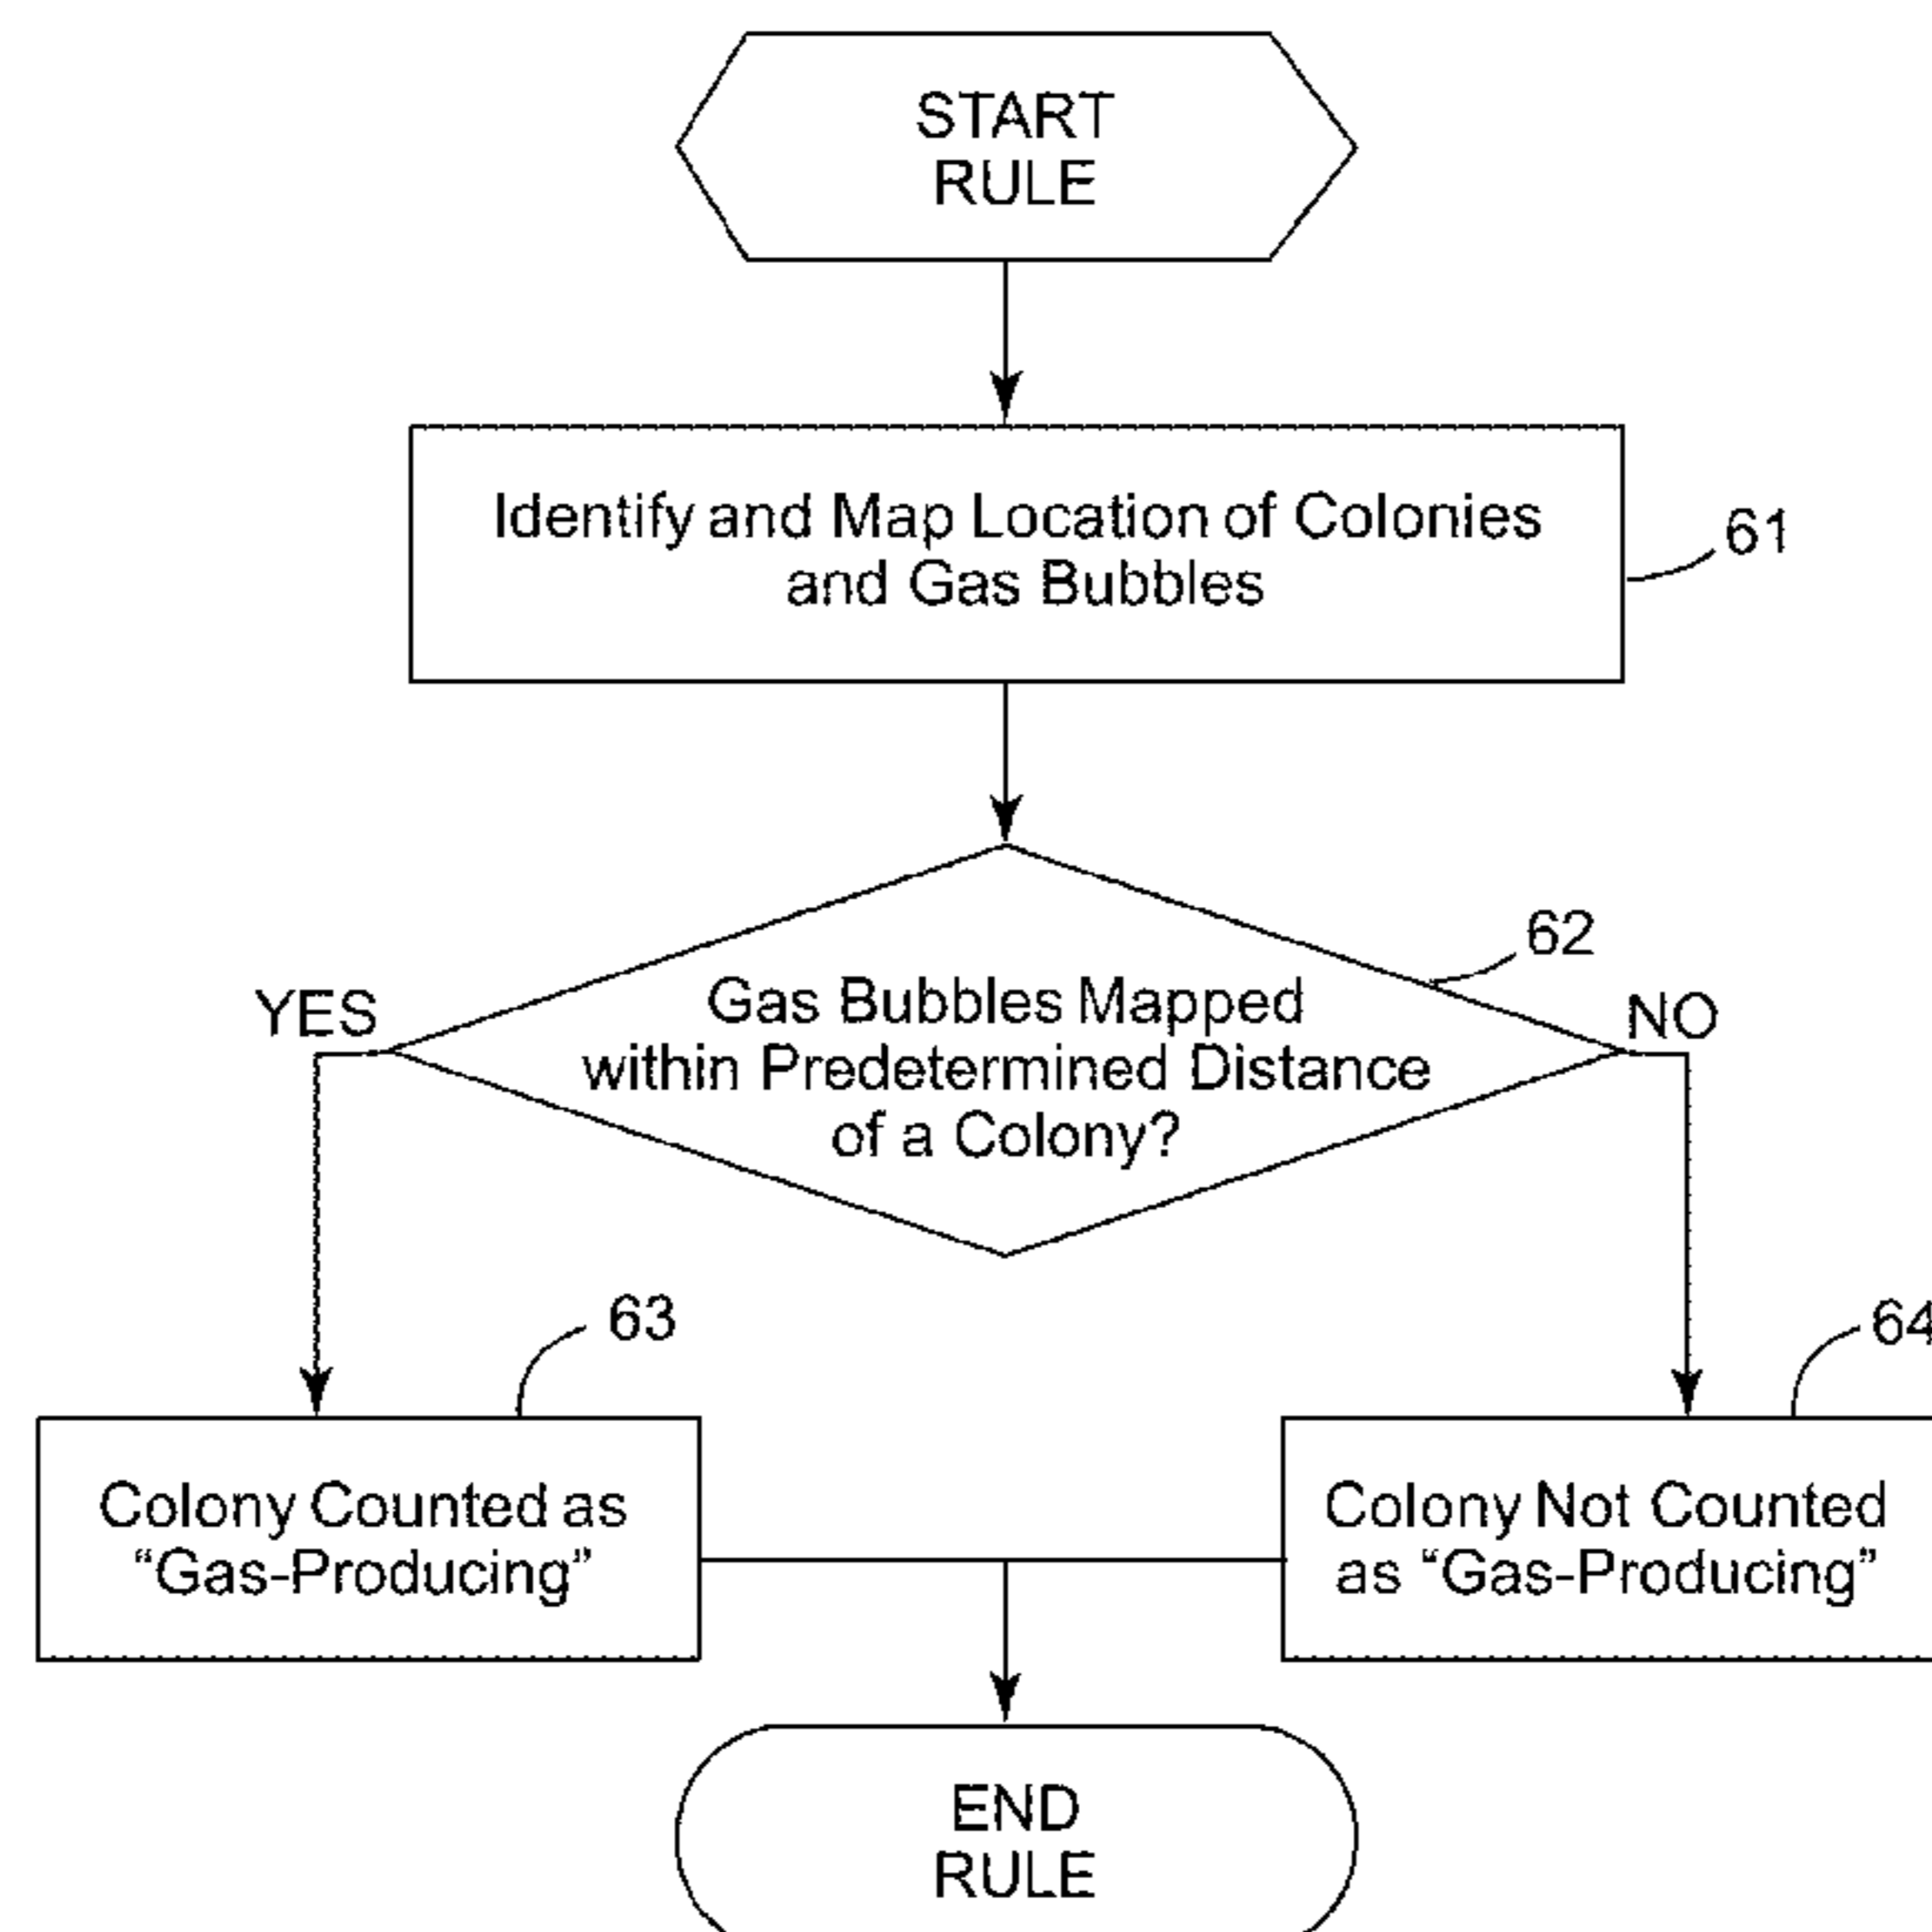 START
RULE
Identify and Map Location of Colonies
and Gas Bubbles
61
62
YES
NO
Gas Bubbles Mapped
within Predetermined Distance
of a Colony?
63
64
Colony Counted as
“Gas-Producing”
Colony Not Counted
as “Gas-Producing”
END
RULE